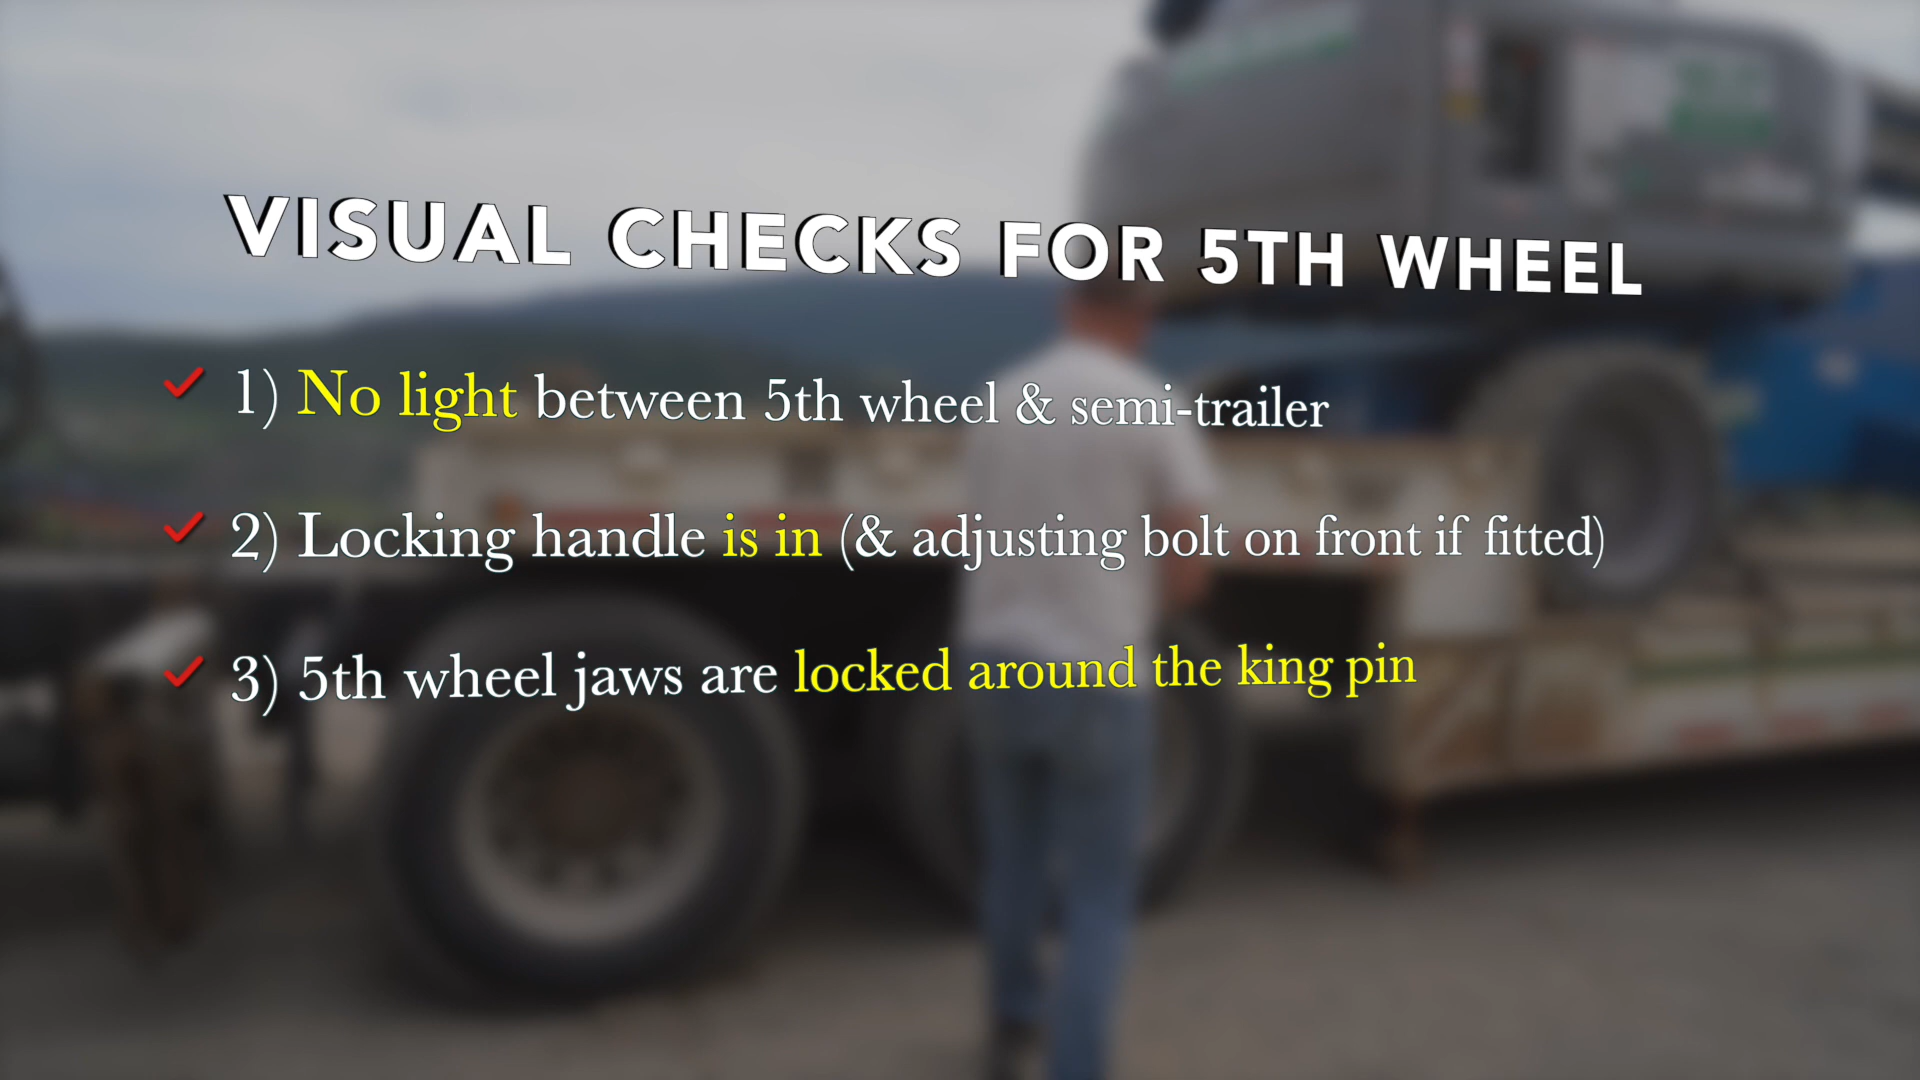 VISUAL CHECKS FOR 5TH WHEEL
1) No light between 5th wheel & semi-trailer
2) Locking handle is in (& adjusting bolt on front if fitted)
3) 5th wheel jaws are locked around the king pin